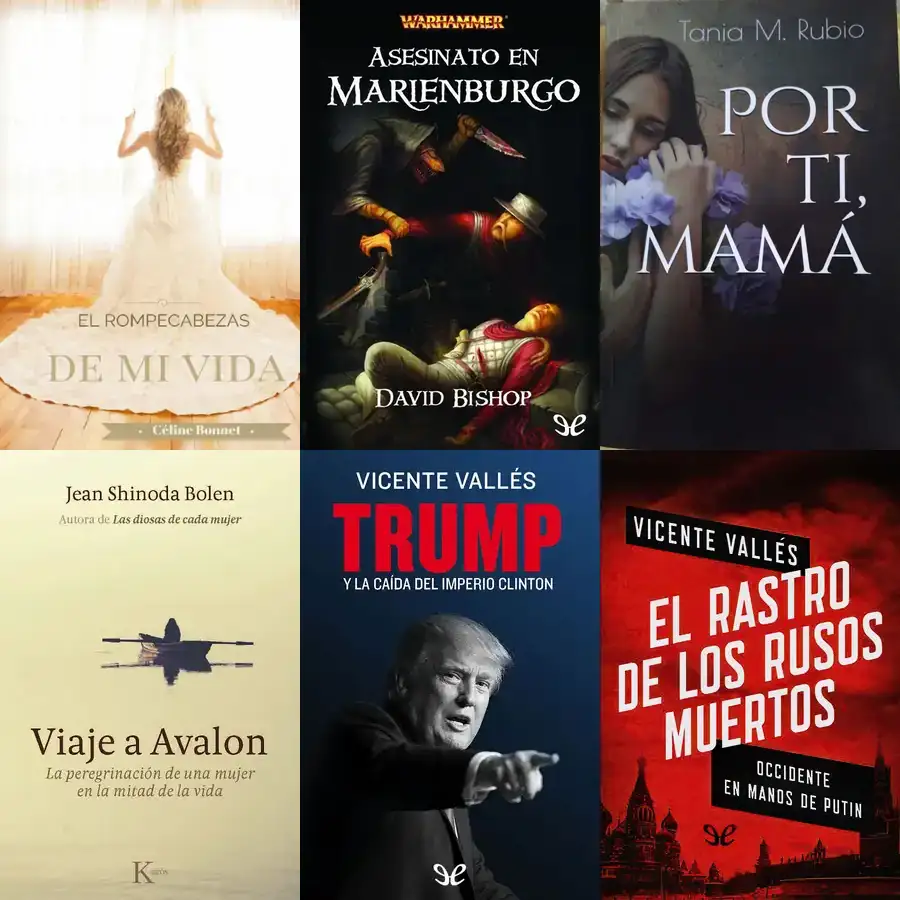 EL ROMPECABEZAS
DE MI VIDA
Céline Bonnet
WARHAMMER
ASESINATO EN
MARIENBURGO
DAVID BISHOP
Tania M. Rubio
POR
TI,
MAMÁ
Jean Shinoda Bolen
Autora de Las diosas de cada mujer
Viaje a Avalon
La peregrinación de una mujer
en la mitad de la vida
VICENTE VALLÉS
TRUMP
Y LA CAÍDA DEL IMPERIO CLINTON
VICENTE VALLÉS
EL RASTRO
DE LOS RUSOS
MUERTOS
OCCIDENTE
EN MANOS DE PUTIN